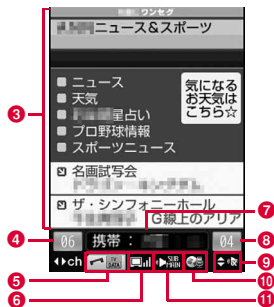 ワンセグ
ニュース&スポーツ
ニュース
天気
星占い
プロ野球情報
スポーツニュース
気になる
お天気は
こちら☆
名画試写会
ザ・シンフォニーホール
G線上のアリア
3
4
06
携帯:
7
04
8
ch
TV
DATA
SUB
MAIN
5
6
9
10
11